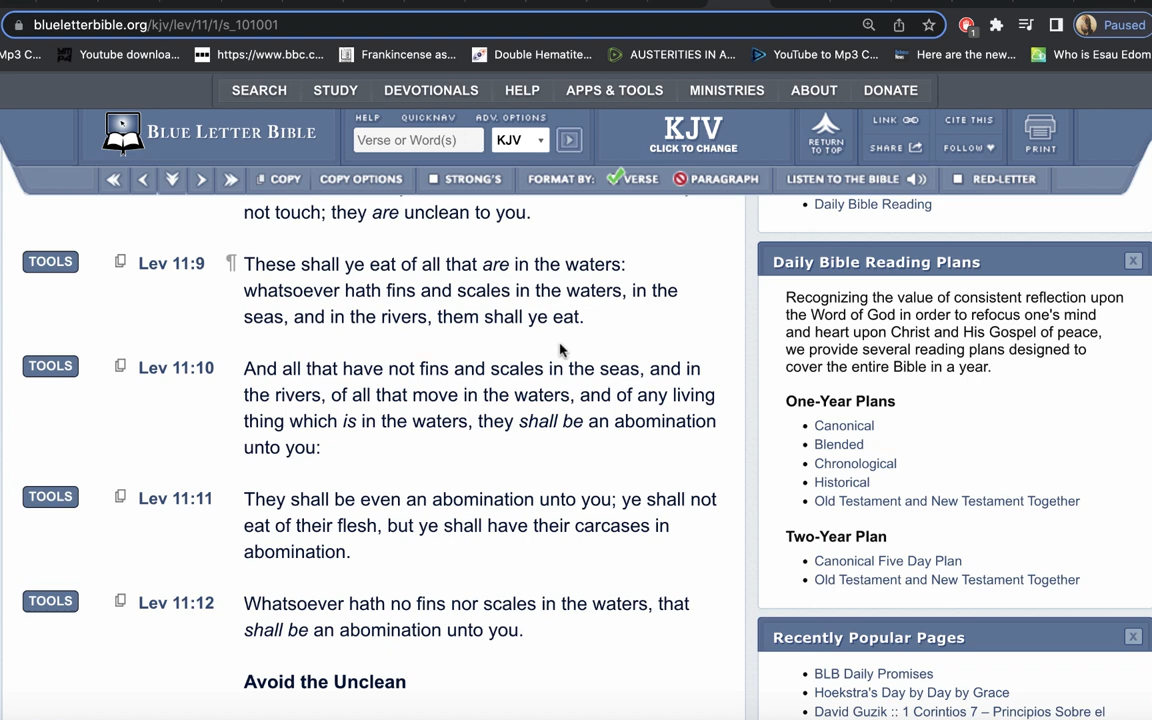 blueletterbible.org/kjv/lev/11/1/s_101001
1
Paused
Mp3 C...
Youtube downloa...
https://www.bbc.c...
Frankincense as...
Double Hematite...
AUSTERITIES IN A...
YouTube to Mp3 C...
Here are the new...
Who is Esau Edom
SEARCH STUDY DEVOTIONALS HELP APPS & TOOLS MINISTRIES ABOUT DONATE
BLUE LETTER BIBLE
HELP QUICKNAV ADV. OPTIONS
Verse or Word(s)
KJV
KJV
CLICK TO CHANGE
RETURN
TO TOP
LINK
CITE THIS
SHARE
FOLLOW
PRINT
COPY
COPY OPTIONS
STRONG'S
FORMAT BY:
VERSE
PARAGRAPH
LISTEN TO THE BIBLE
RED-LETTER
not touch; they are unclean to you.
TOOLS
Lev 11:9
¶ These shall ye eat of all that are in the waters:
whatsoever hath fins and scales in the waters, in the
seas, and in the rivers, them shall ye eat.
TOOLS
Lev 11:10
And all that have not fins and scales in the seas, and in
the rivers, of all that move in the waters, and of any living
thing which is in the waters, they shall be an abomination
unto you:
TOOLS
Lev 11:11
They shall be even an abomination unto you; ye shall not
eat of their flesh, but ye shall have their carcases in
abomination.
TOOLS
Lev 11:12
Whatsoever hath no fins nor scales in the waters, that
shall be an abomination unto you.
Avoid the Unclean
• Daily Bible Reading
Daily Bible Reading Plans
X
Recognizing the value of consistent reflection upon
the Word of God in order to refocus one's mind
and heart upon Christ and His Gospel of peace,
we provide several reading plans designed to
cover the entire Bible in a year.
One-Year Plans
• Canonical
• Blended
• Chronological
• Historical
• Old Testament and New Testament Together
Two-Year Plan
• Canonical Five Day Plan
• Old Testament and New Testament Together
Recently Popular Pages
X
• BLB Daily Promises
• Hoekstra's Day by Day by Grace
• David Guzik :: 1 Corintios 7 – Principios Sobre el